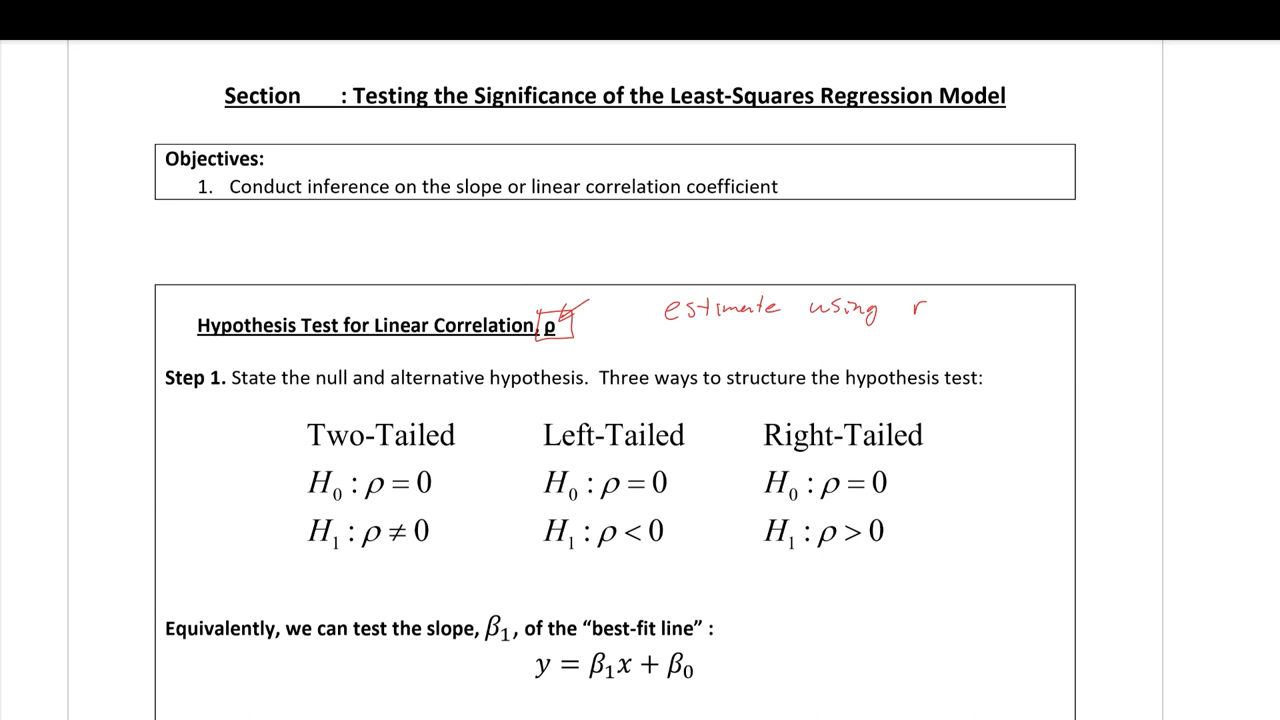 Section : Testing the Significance of the Least-Squares Regression Model
Objectives:
1. Conduct inference on the slope or linear correlation coefficient
estimate using r
Hypothesis Test for Linear Correlation, ρ
Step 1. State the null and alternative hypothesis. Three ways to structure the hypothesis test:
Two-Tailed Left-Tailed Right-Tailed
H₀ : ρ = 0 H₀ : ρ = 0 H₀ : ρ = 0
H₁ : ρ ≠ 0 H₁ : ρ < 0 H₁ : ρ > 0
Equivalently, we can test the slope, β₁, of the “best-fit line” :
y = β₁x + β₀